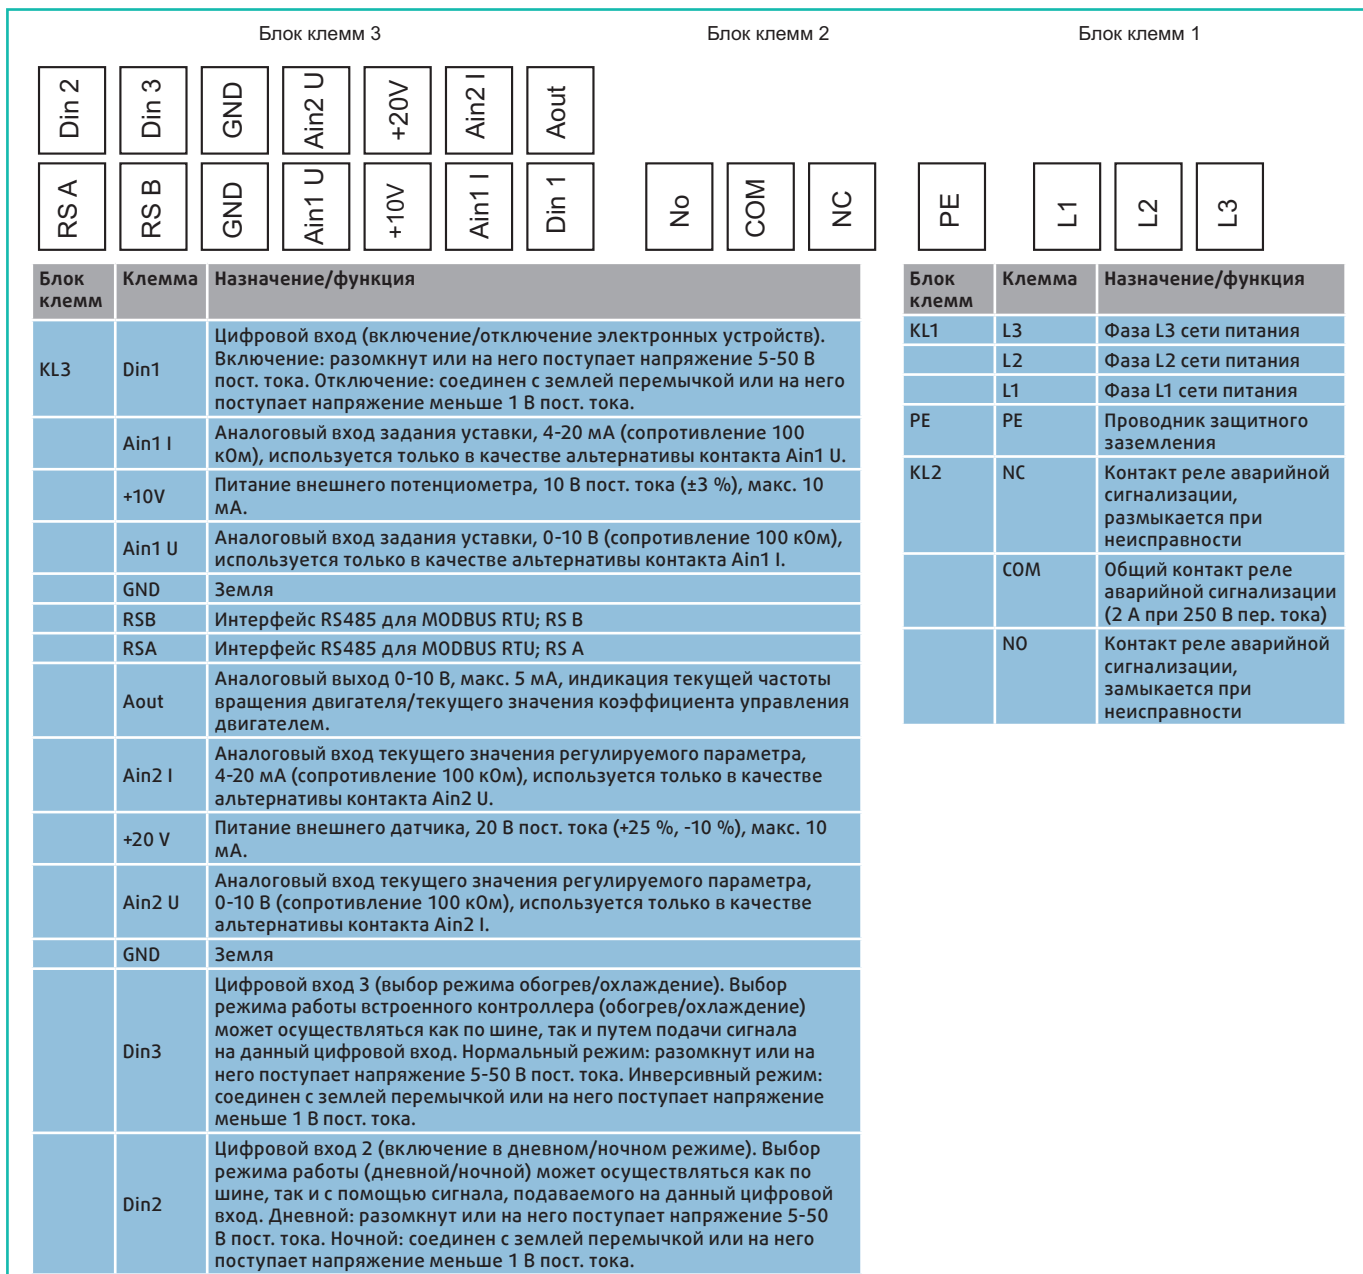 Блок клемм 3
Блок клемм 2
Блок клемм 1
Din 2
Din 3
GND
Ain2 U
+20V
Ain2 I
Aout
RS A
RS B
GND
Ain1 U
+10V
Ain1 I
Din 1
No
COM
NC
PE
L1
L2
L3
Блок клемм
Клемма
Назначение/функция
KL3
Din1
Цифровой вход (включение/отключение электронных устройств).
Включение: разомкнут или на него поступает напряжение 5-50 В
пост. тока. Отключение: соединен с землей перемычкой или на него
поступает напряжение меньше 1 В пост. тока.
Ain1 I
Аналоговый вход задания уставки, 4-20 мА (сопротивление 100
кОм), используется только в качестве альтернативы контакта Ain1 U.
+10V
Питание внешнего потенциометра, 10 В пост. тока (±3 %), макс. 10
мА.
Ain1 U
Аналоговый вход задания уставки, 0-10 В (сопротивление 100 кОм),
используется только в качестве альтернативы контакта Ain1 I.
GND
Земля
RSB
Интерфейс RS485 для MODBUS RTU; RS B
RSA
Интерфейс RS485 для MODBUS RTU; RS A
Aout
Аналоговый выход 0-10 В, макс. 5 мА, индикация текущей частоты
вращения двигателя/текущего значения коэффициента управления
двигателем.
Ain2 I
Аналоговый вход текущего значения регулируемого параметра,
4-20 мА (сопротивление 100 кОм), используется только в качестве
альтернативы контакта Ain2 U.
+20 V
Питание внешнего датчика, 20 В пост. тока (+25 %, -10 %), макс. 10
мА.
Ain2 U
Аналоговый вход текущего значения регулируемого параметра,
0-10 В (сопротивление 100 кОм), используется только в качестве
альтернативы контакта Ain2 I.
GND
Земля
Din3
Цифровой вход 3 (выбор режима обогрев/охлаждение). Выбор
режима работы встроенного контроллера (обогрев/охлаждение)
может осуществляться как по шине, так и путем подачи сигнала
на данный цифровой вход. Нормальный режим: разомкнут или на
него поступает напряжение 5-50 В пост. тока. Инверсивный режим:
соединен с землей перемычкой или на него поступает напряжение
меньше 1 В пост. тока.
Din2
Цифровой вход 2 (включение в дневном/ночном режиме). Выбор
режима работы (дневной/ночной) может осуществляться как по
шине, так и с помощью сигнала, подаваемого на данный цифровой
вход. Дневной: разомкнут или на него поступает напряжение 5-50
В пост. тока. Ночной: соединен с землей перемычкой или на него
поступает напряжение меньше 1 В пост. тока.
Блок клемм
Клемма
Назначение/функция
KL1
L3
Фаза L3 сети питания
L2
Фаза L2 сети питания
L1
Фаза L1 сети питания
PE
PE
Проводник защитного
заземления
KL2
NC
Контакт реле аварийной
сигнализации,
размыкается при
неисправности
COM
Общий контакт реле
аварийной сигнализации
(2 А при 250 В пер. тока)
NO
Контакт реле аварийной
сигнализации,
замыкается при
неисправности